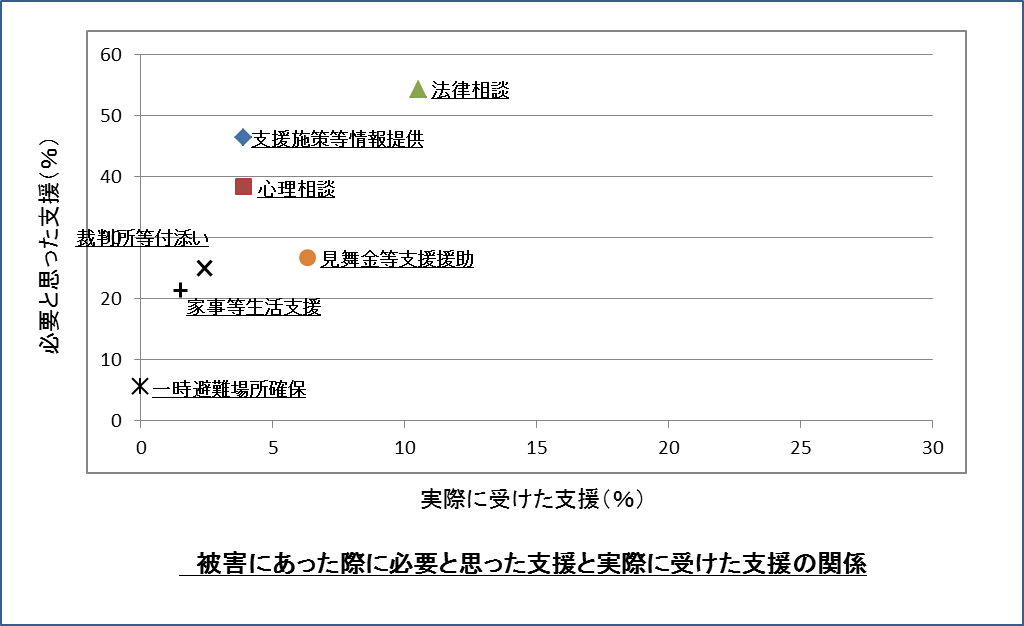 60
法律相談
50
支援施策等情報提供
40
心理相談
30
裁判所等付添い
見舞金等支援援助
20
家事等生活支援
10
一時避難場所確保
0
0 5 10 15 20 25 30
必要と思った支援(%)
実際に受けた支援(%)
被害にあった際に必要と思った支援と実際に受けた支援の関係